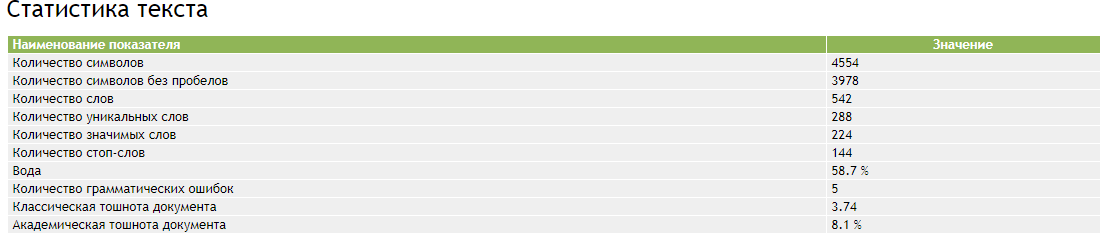 Статистика текста
Наименование показателя Значение
Количество символов 4554
Количество символов без пробелов 3978
Количество слов 542
Количество уникальных слов 288
Количество значимых слов 224
Количество стоп-слов 144
Вода 58.7 %
Количество грамматических ошибок 5
Классическая тошнота документа 3.74
Академическая тошнота документа 8.1 %